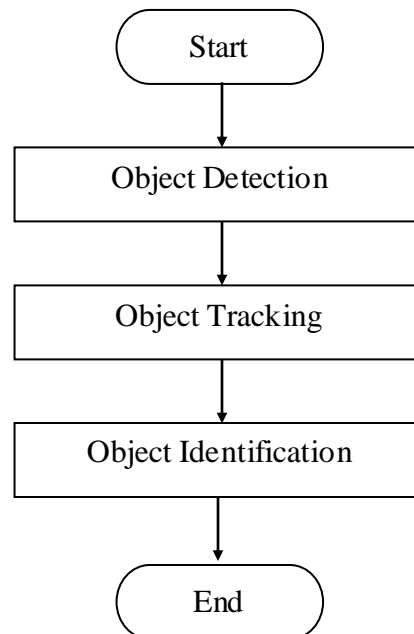 Start
Object Detection
Object Tracking
Object Identification
End